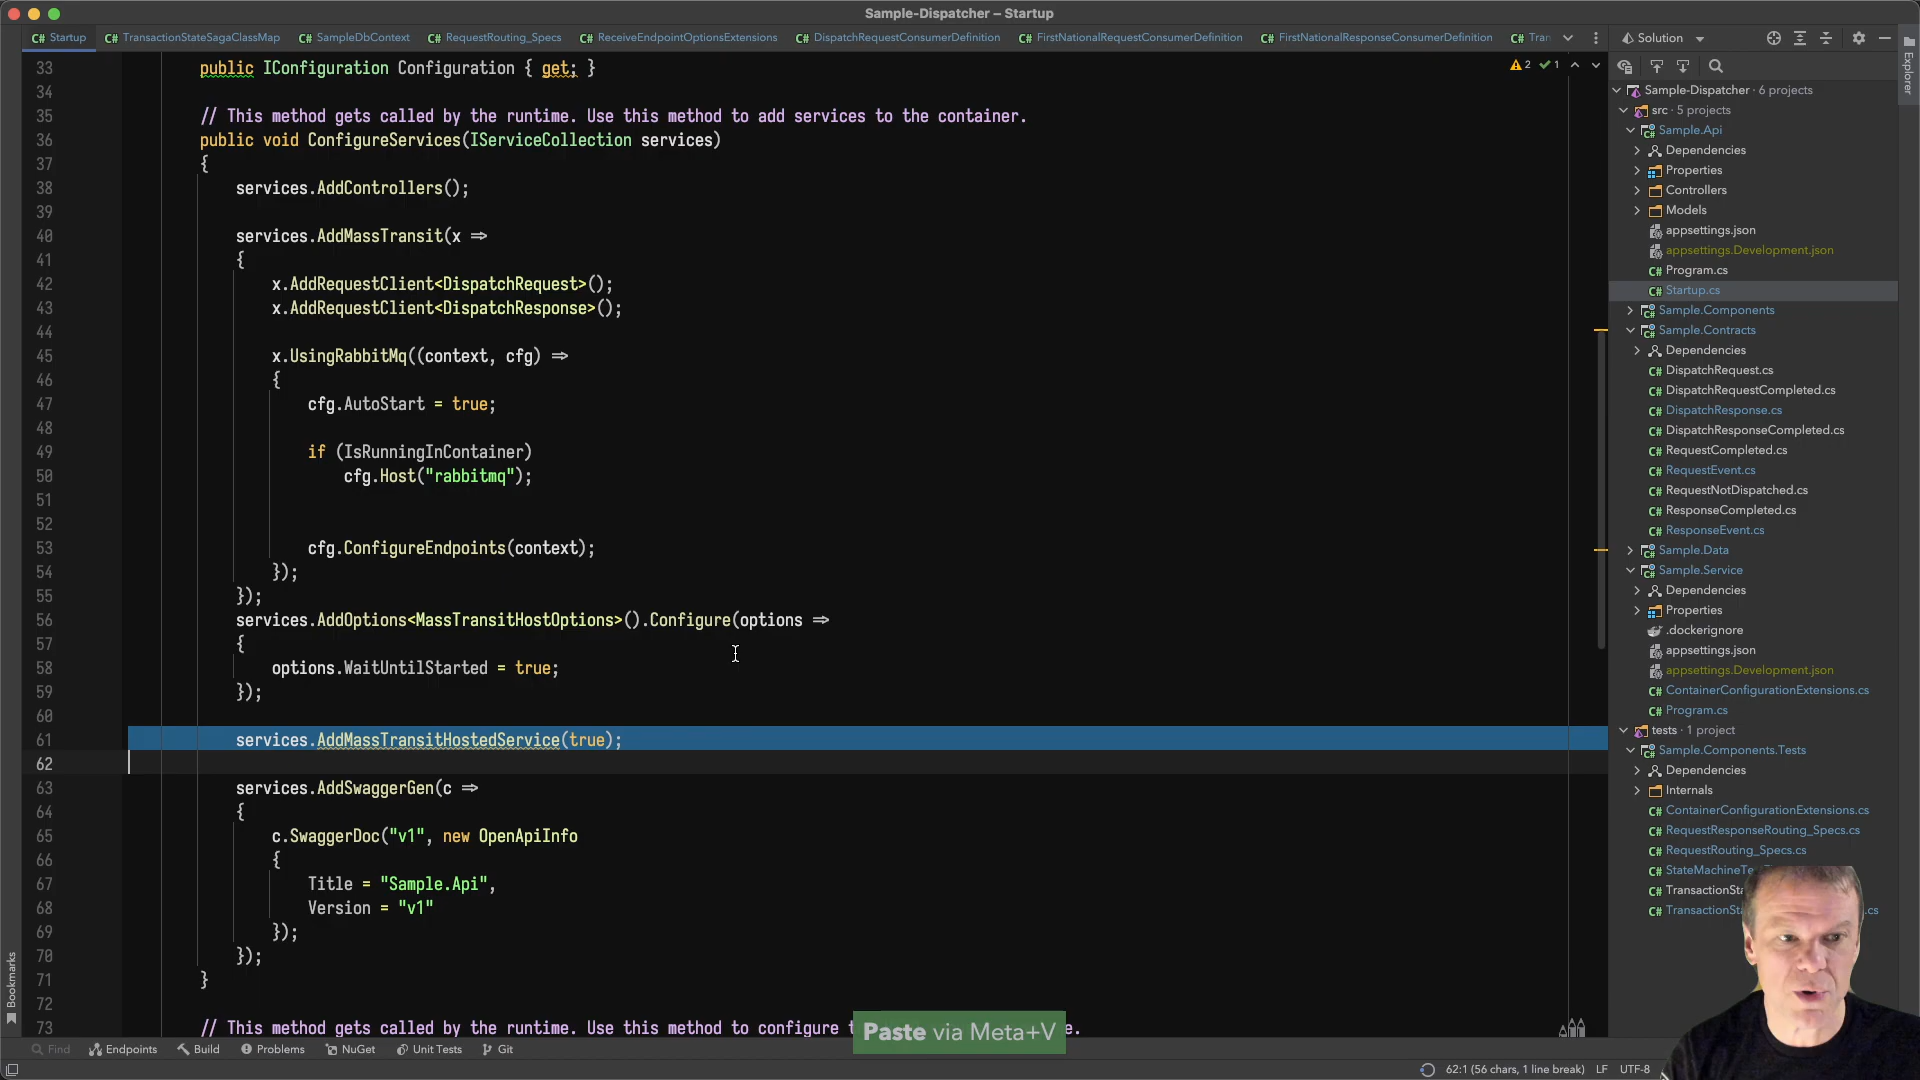 Sample-Dispatcher – Startup
C# Startup C# TransactionStateSagaClassMap C# SampleDbContext C# RequestRouting_Specs C# ReceiveEndpointOptionsExtensions C# DispatchRequestConsumerDefinition C# FirstNationalRequestConsumerDefinition C# FirstNationalResponseConsumerDefinition C# Tran
33 public IConfiguration Configuration { get; }
34
35 // This method gets called by the runtime. Use this method to add services to the container.
36 public void ConfigureServices(IServiceCollection services)
37 {
38 services.AddControllers();
39
40 services.AddMassTransit(x =>
41 {
42 x.AddRequestClient<DispatchRequest>();
43 x.AddRequestClient<DispatchResponse>();
44
45 x.UsingRabbitMq((context, cfg) =>
46 {
47 cfg.AutoStart = true;
48
49 if (IsRunningInContainer)
50 cfg.Host("rabbitmq");
51
52
53 cfg.ConfigureEndpoints(context);
54 });
55 });
56 services.AddOptions<MassTransitHostOptions>().Configure(options =>
57 {
58 options.WaitUntilStarted = true;
59 });
60
61 services.AddMassTransitHostedService(true);
62
63 services.AddSwaggerGen(c =>
64 {
65 c.SwaggerDoc("v1", new OpenApiInfo
66 {
67 Title = "Sample.Api",
68 Version = "v1"
69 });
70 });
71 }
72
73 // This method gets called by the runtime. Use this method to configure t
e.
2 1
Paste via Meta+V
Solution
Explorer
Sample-Dispatcher · 6 projects
src · 5 projects
Sample.Api
Dependencies
Properties
Controllers
Models
appsettings.json
appsettings.Development.json
C# Program.cs
C# Startup.cs
Sample.Components
Sample.Contracts
Dependencies
C# DispatchRequest.cs
C# DispatchRequestCompleted.cs
C# DispatchResponse.cs
C# DispatchResponseCompleted.cs
C# RequestCompleted.cs
C# RequestEvent.cs
C# RequestNotDispatched.cs
C# ResponseCompleted.cs
C# ResponseEvent.cs
Sample.Data
Sample.Service
Dependencies
Properties
.dockerignore
appsettings.json
appsettings.Development.json
C# ContainerConfigurationExtensions.cs
C# Program.cs
tests · 1 project
Sample.Components.Tests
Dependencies
Internals
C# ContainerConfigurationExtensions.cs
C# RequestResponseRouting_Specs.cs
C# RequestRouting_Specs.cs
C# StateMachineTe
C# TransactionSta
C# TransactionSta .cs
Bookmarks
Find Endpoints Build Problems NuGet Unit Tests Git
62:1 (56 chars, 1 line break) LF UTF-8